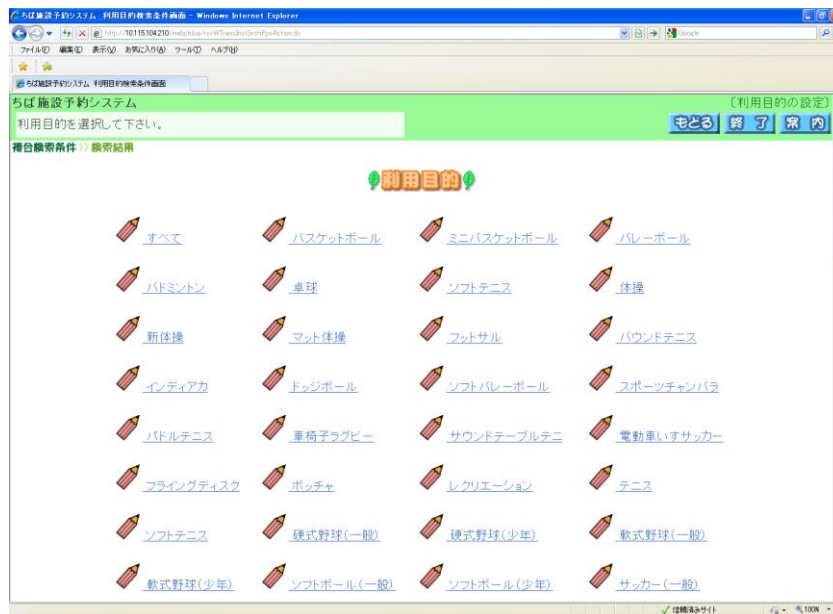 ちば施設予約システム 利用目的検索条件画面 - Windows Internet Explorer
http://10.115.104.210/webchiba/rsvWTransInstSrchPpsAction.do
Google
ファイル(F) 編集(E) 表示(V) お気に入り(A) ツール(T) ヘルプ(H)
ちば施設予約システム 利用目的検索条件画面
ちば施設予約システム
〔利用目的の設定〕
利用目的を選択して下さい。
もどる 終了 案内
複合検索条件 》 検索結果
利用目的
すべて バスケットボール ミニバスケットボール バレーボール
バドミントン 卓球 ソフトテニス 体操
新体操 マット体操 フットサル バウンドテニス
インディアカ ドッジボール ソフトバレーボール スポーツチャンバラ
パドルテニス 車椅子ラグビー サウンドテーブルテニ 電動車いすサッカー
フライングディスク ボッチャ レクリエーション テニス
ソフトテニス 硬式野球(一般) 硬式野球(少年) 軟式野球(一般)
軟式野球(少年) ソフトボール(一般) ソフトボール(少年) サッカー(一般)
信頼済みサイト 100%